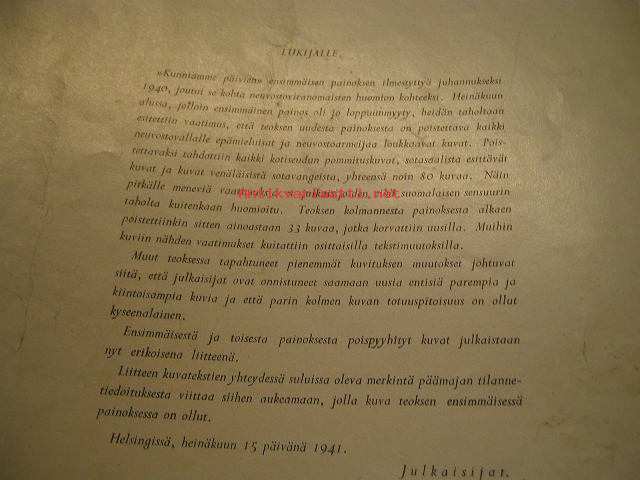 LUKIJALLE.
»Kunniamme päivien» ensimmäisen painoksen ilmestyttyä johannukseksi
1940, joutui se kohta neuvostoviranomaisten huomion kohteeksi. Heinäkuun
alussa, jolloin ensimmäinen painos oli jo loppuunmyyty, heidän taholtaan
esitettiin vaatimus, että teoksen uudesta painoksesta on poistettava kaikki
neuvostovallalle epämieluisat ja neuvostoarmeijaa loukkaavat kuvat. Pois-
tettavaksi tahdottiin kaikki kotiseudun pommituskuvat, sotasaalista esittävät
kuvat ja kuvat venäläisistä sotavangeista, yhteensä noin 80 kuvaa. Näin
pitkälle meneviä ei julkaisijain, eikä suomalaisen sensuurin
taholta kuitenkaan huomioitu. Teoksen kolmannesta painoksesta alkaen
poistettiinkin sitten ainoastaan 33 kuvaa, jotka korvattiin uusilla. Muihin
kuviin nähden vaatimukset kuitattiin osittaisilla tekstimuutoksilla.
Muut teoksessa tapahtuneet pienemmät kuvituksen muutokset johtuvat
siitä, että julkaisijat ovat onnistuneet saamaan uusia entisiä parempia ja
kiintoisampia kuvia ja että parin kolmen kuvan totuuspitoisuus on ollut
kyseenalainen.
Ensimmäisestä ja toisesta painoksesta poispyyhityt kuvat julkaistaan
nyt erikoisena liitteenä.
Liitteen kuvatekstien yhteydessä suluissa oleva merkintä päämajan tilanne-
tiedoituksesta viittaa siihen aukeamaan, jolla kuva teoksen ensimmäisessä
painoksessa on ollut.
Helsingissä, heinäkuun 15 päivänä 1941.
Julkaisijat.